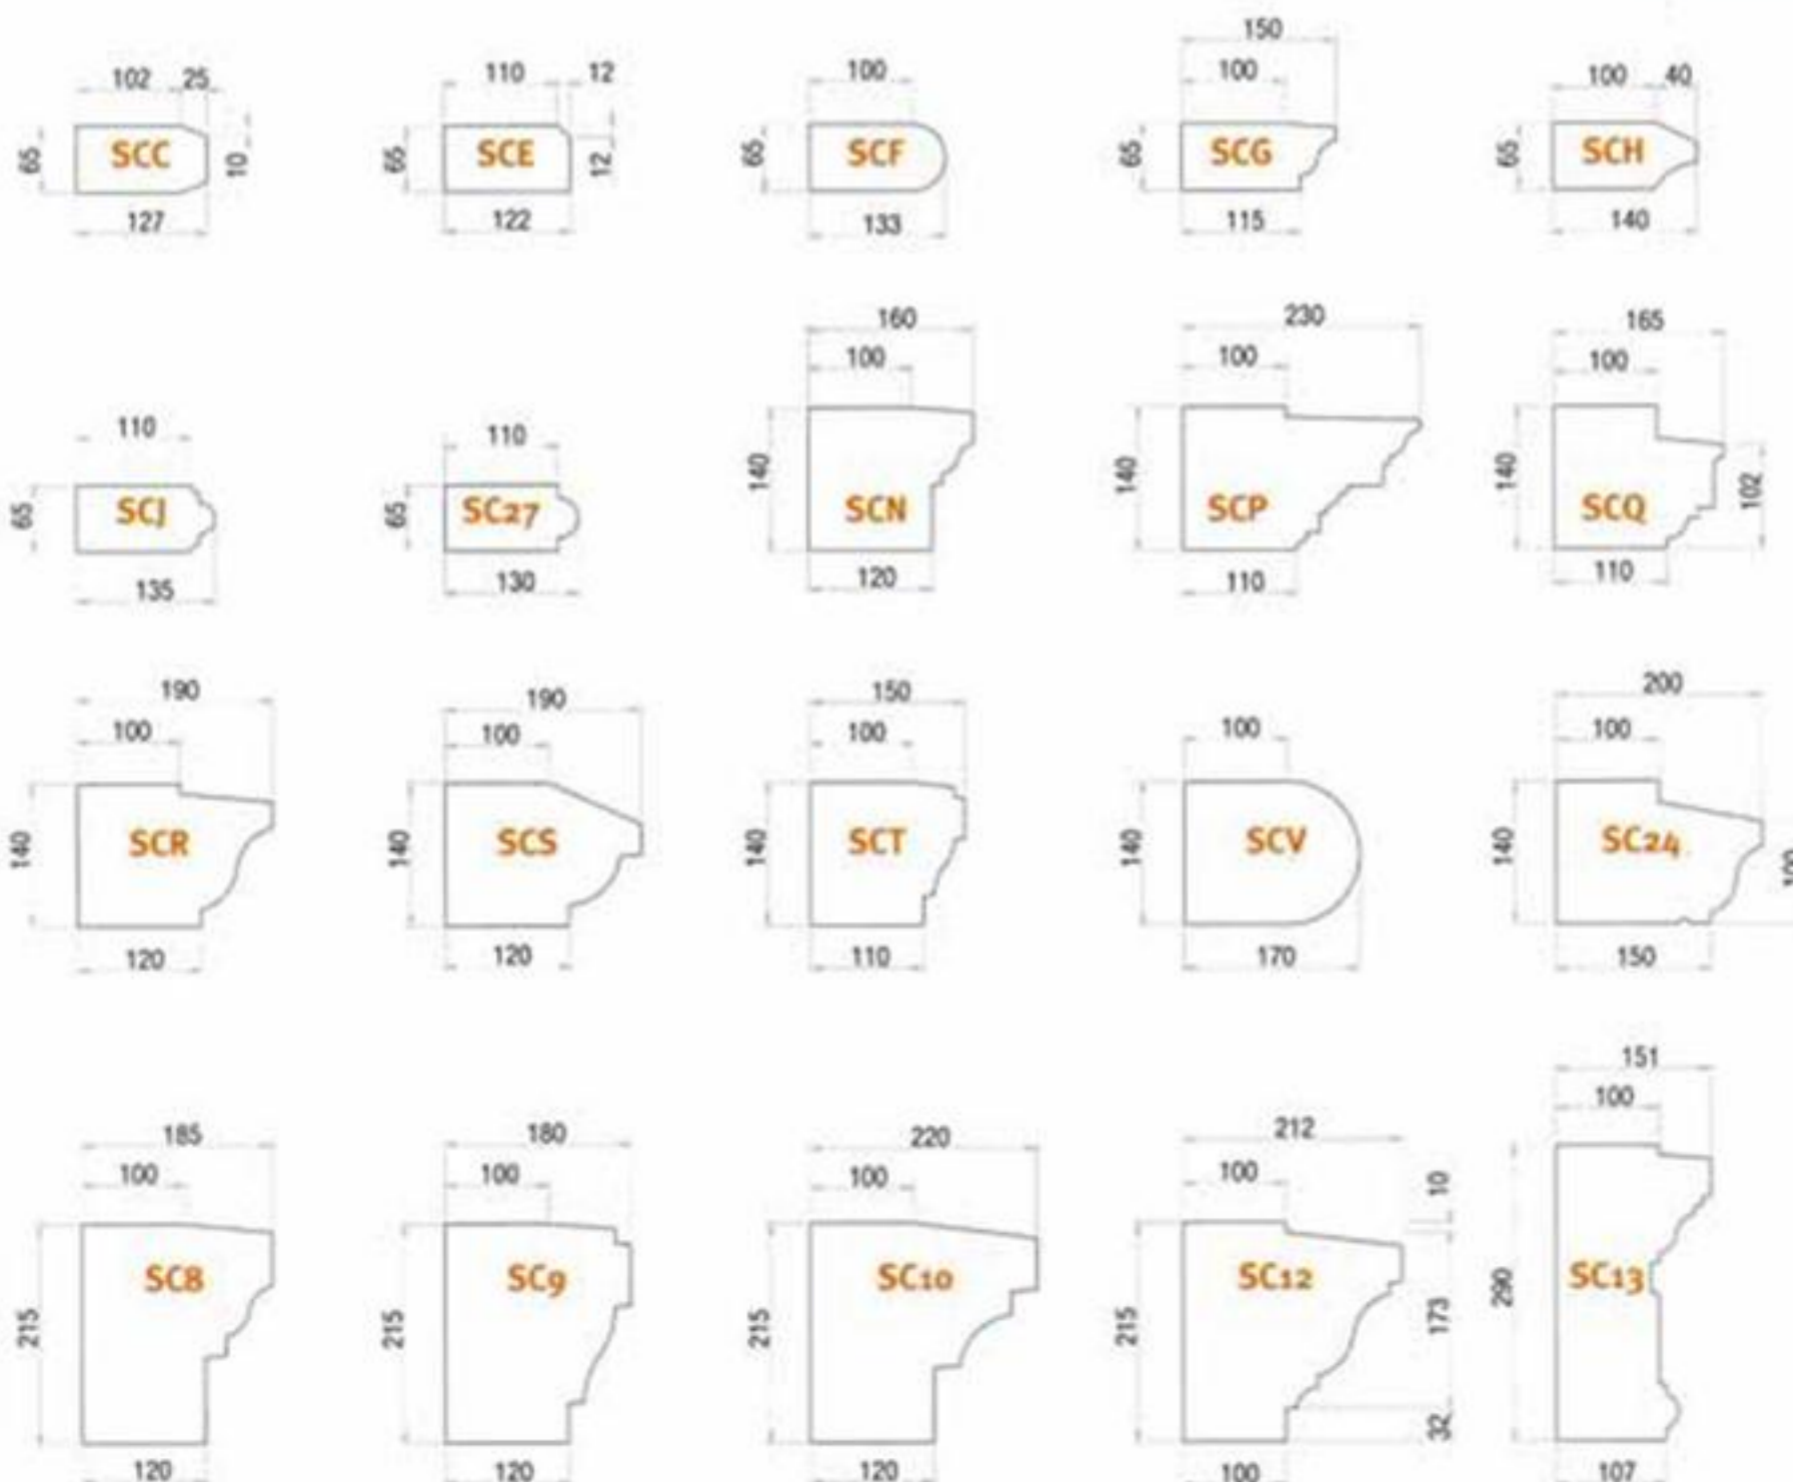 150
102 25 110 12 100 100 100 40
65 SCC 10 65 SCE 12 65 SCF 65 SCG 65 SCH
127 122 133 115 140
160 230 165
100 100 100
110 110
65 SCJ 65 SC27 140 SCN 140 SCP 140 SCQ 102
135 130 120 110 110
190 190 150 200
100 100 100 100 100
140 SCR 140 SCS 140 SCT 140 SCV 140 SC24 100
120 120 110 170 150
151
100
185 180 220 212
100 100 100 100 10
215 SC8 215 SC9 215 SC10 215 SC12 173 290 SC13
32
120 120 120 100 107